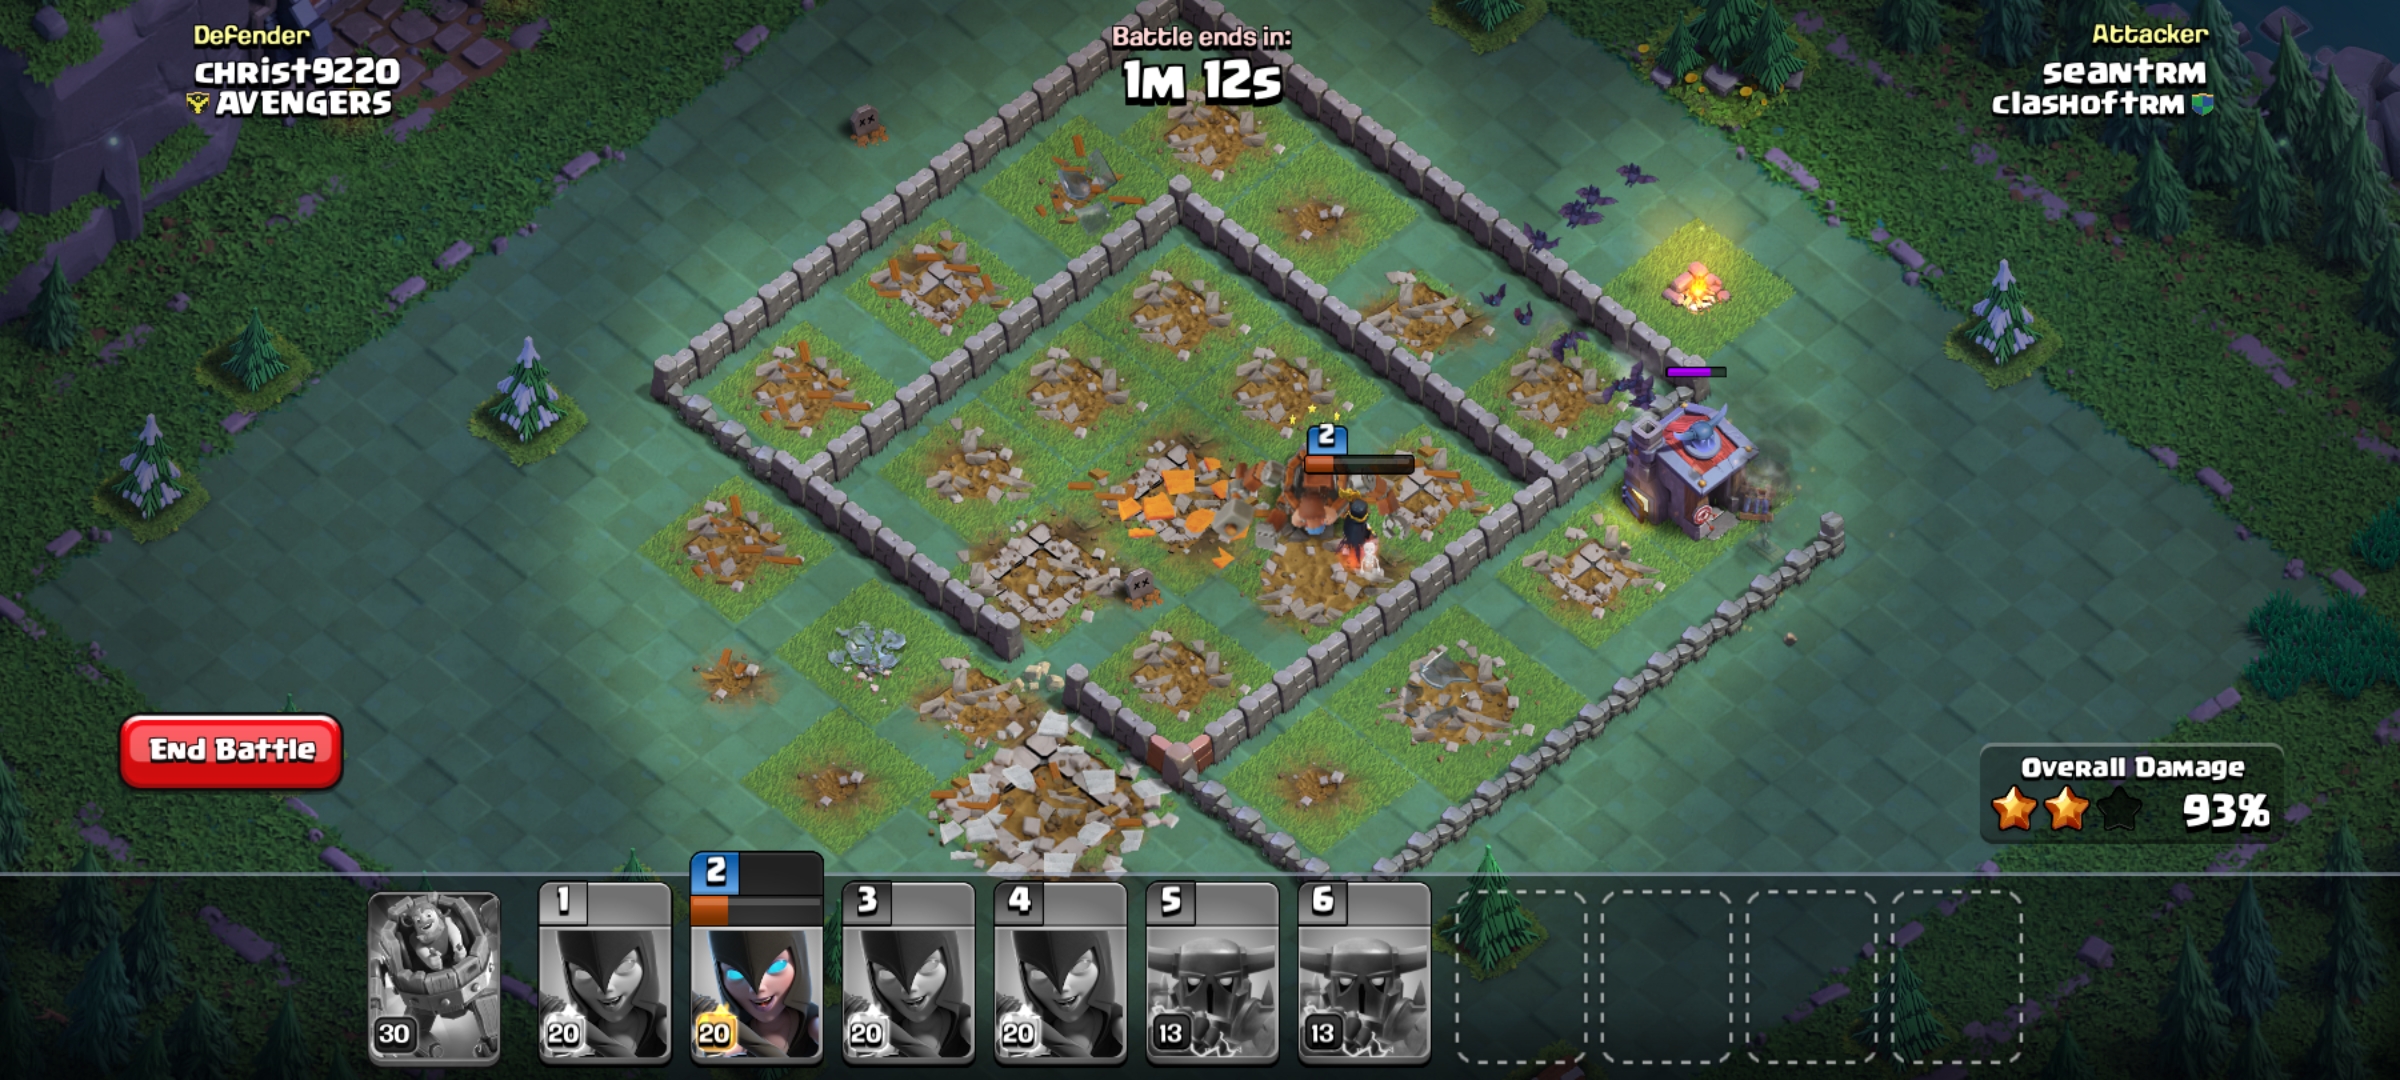 Defender
christ9220
AVENGERS
Battle ends in:
1M 12s
Attacker
seantrm
clashoftrm
2
End Battle
Overall Damage
93%
30
1
20
2
20
3
20
4
20
5
13
6
13